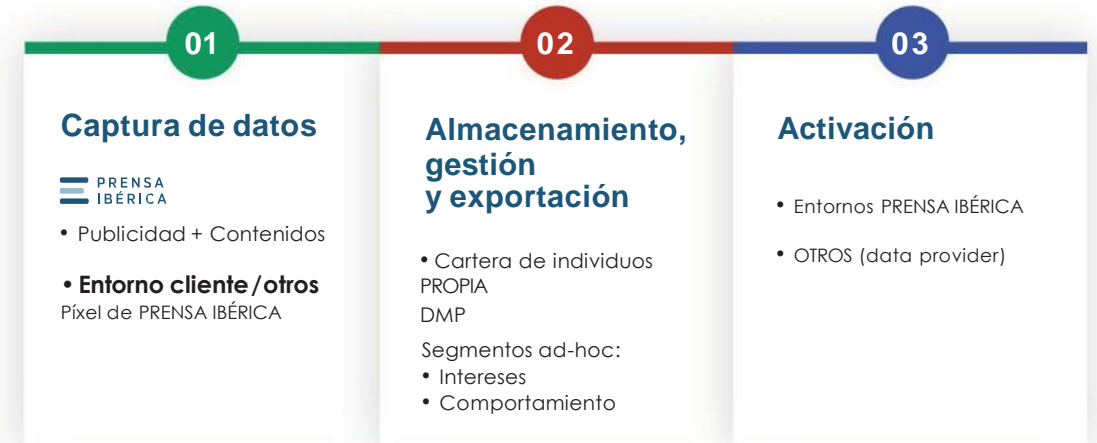 01
Captura de datos
PRENSA
IBÉRICA
• Publicidad + Contenidos
• Entorno cliente/otros
Píxel de PRENSA IBÉRICA
02
Almacenamiento,
gestión
y exportación
• Cartera de individuos
PROPIA
DMP
Segmentos ad-hoc:
• Intereses
• Comportamiento
03
Activación
• Entornos PRENSA IBÉRICA
• OTROS (data provider)